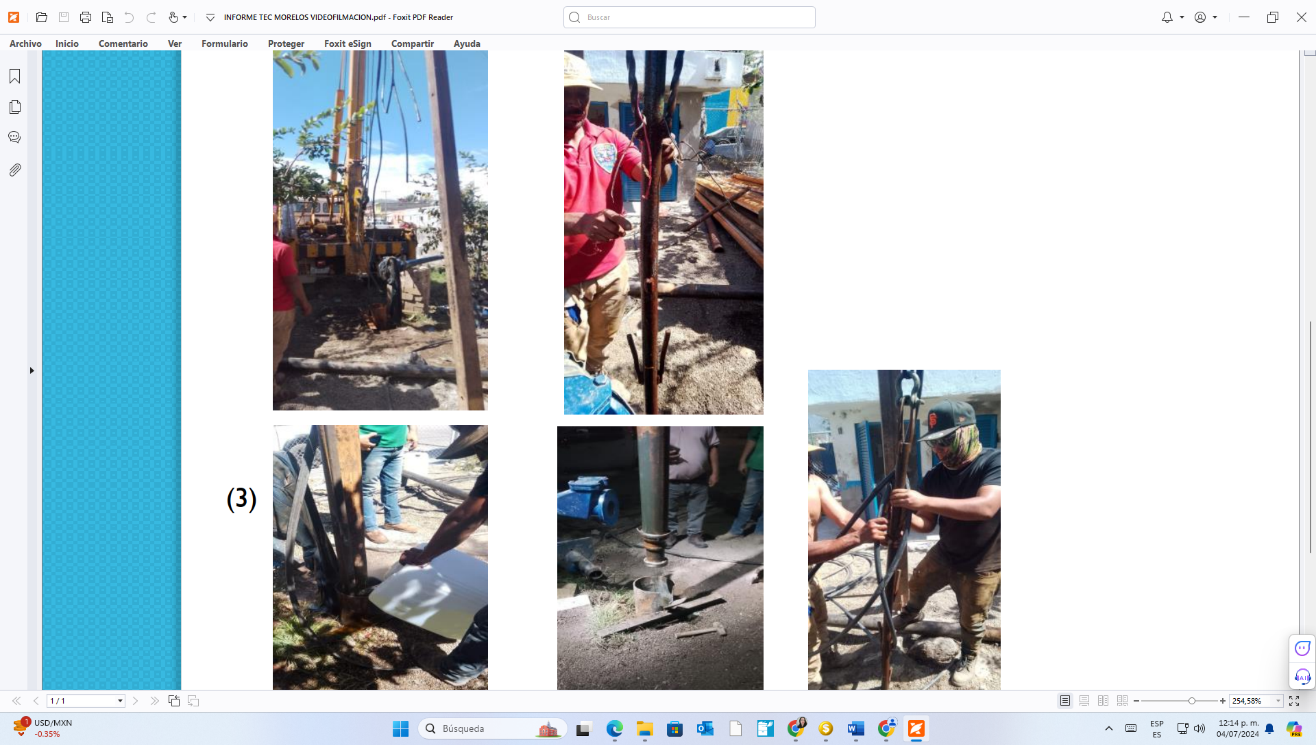 INFORME TEC MORELOS VIDEOFILMACION.pdf - Foxit PDF Reader
Buscar
Archivo Inicio Comentario Ver Formulario Proteger Foxit eSign Compartir Ayuda
(3)
1 / 1
254,58%
1
USD/MXN
-0.35%
Búsqueda
ESP
ES
12:14 p. m.
04/07/2024